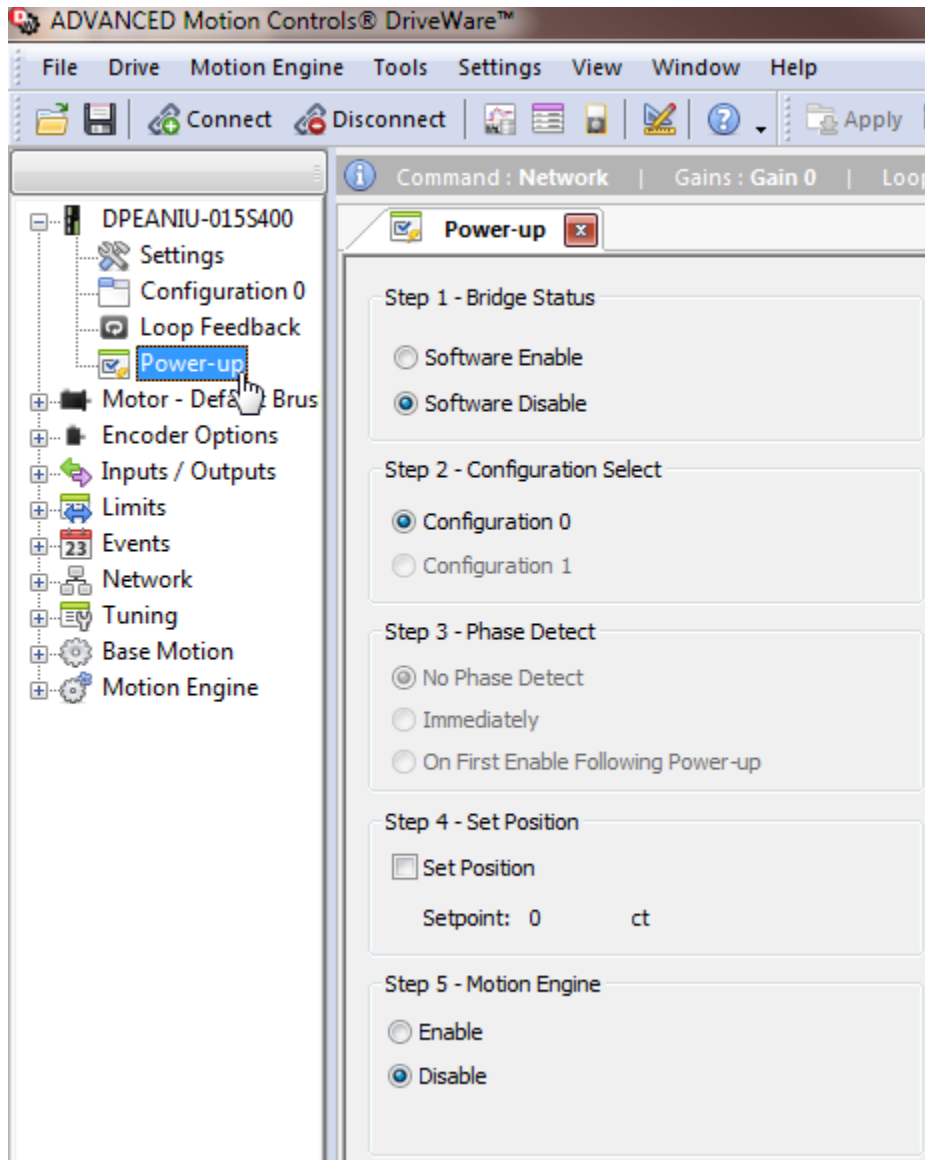 ADVANCED Motion Controls® DriveWare™
File Drive Motion Engine Tools Settings View Window Help
Connect Disconnect Apply
Command : Network | Gains : Gain 0 | Loop
DPEANIU-015S400
Settings
Configuration 0
Loop Feedback
Power-up
Motor - Default Brus
Encoder Options
Inputs / Outputs
Limits
23
Events
Network
Tuning
Base Motion
Motion Engine
Power-up
Step 1 - Bridge Status
Software Enable
Software Disable
Step 2 - Configuration Select
Configuration 0
Configuration 1
Step 3 - Phase Detect
No Phase Detect
Immediately
On First Enable Following Power-up
Step 4 - Set Position
Set Position
Setpoint: 0 ct
Step 5 - Motion Engine
Enable
Disable